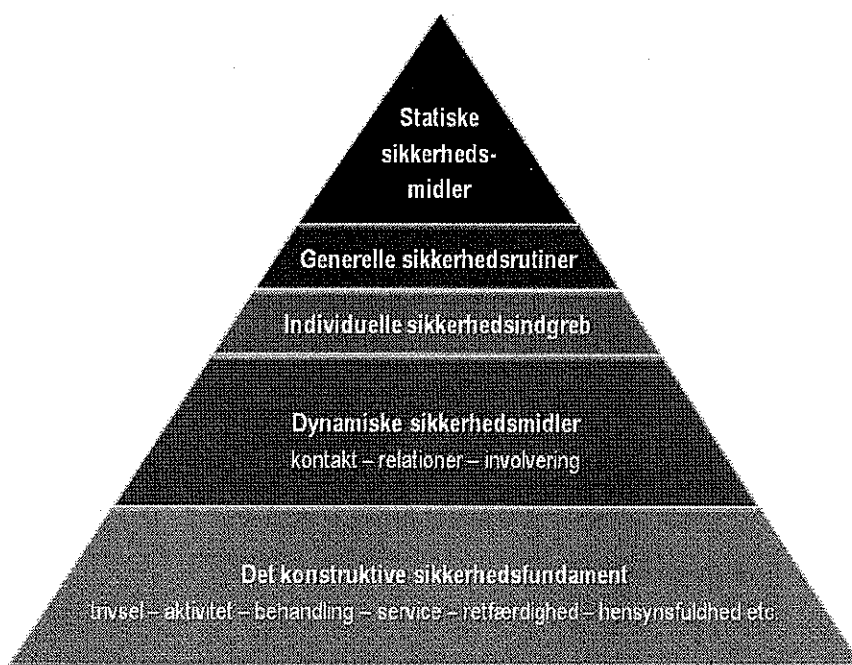 Statiske
sikkerheds-
midler
Generelle sikkerhedsrutiner
Individuelle sikkerhedsindgreb
Dynamiske sikkerhedsmidler
kontakt – relationer – involvering
Det konstruktive sikkerhedsfundament
trivsel – aktivitet – behandling – service – retfærdighed – hensynsfuldhed etc